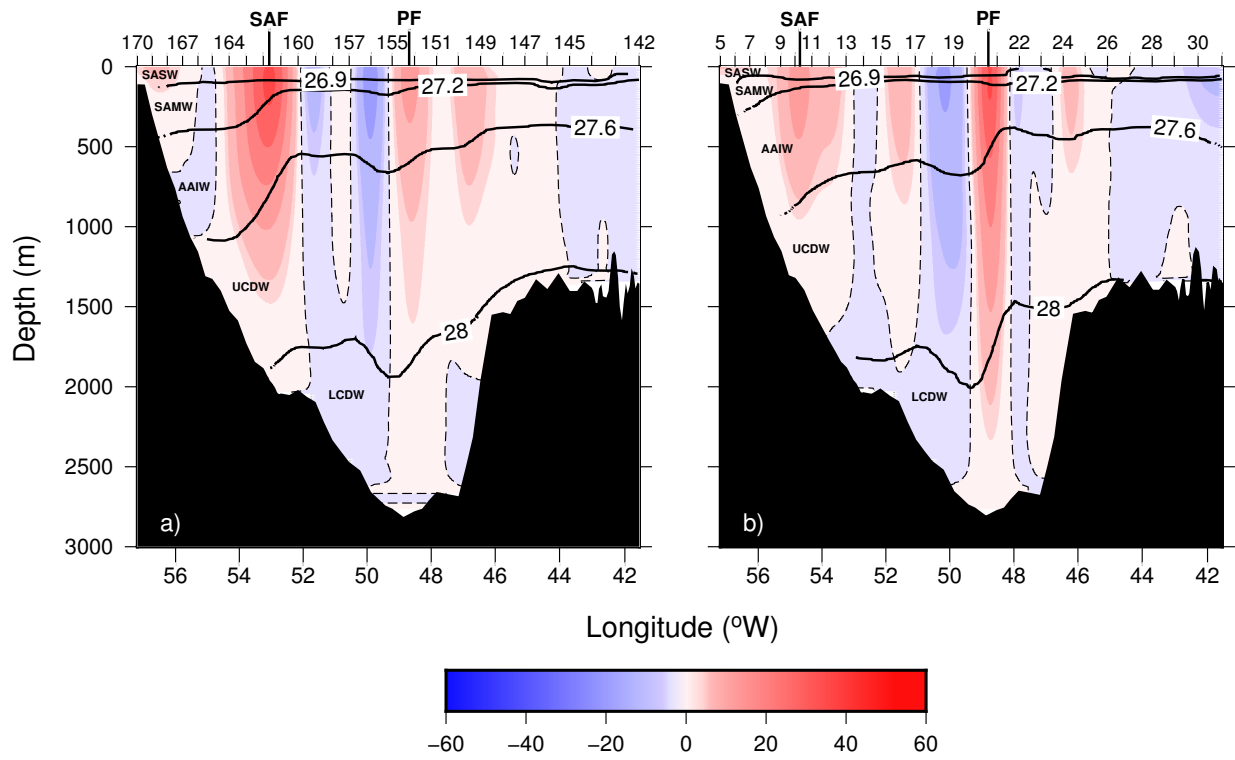 SAF PF SAF PF
170 167 164 160 157 155 151 149 147 145 142 5 7 9 11 13 15 17 19 22 24 26 28 30
0
500
1000
1500
2000
2500
3000
Depth (m)
SASW
SAMW
AAIW
UCDW
LCDW
26.9
27.2
27.6
28
a)
SASW
SAMW
AAIW
UCDW
LCDW
26.9
27.2
27.6
28
b)
56 54 52 50 48 46 44 42 56 54 52 50 48 46 44 42
Longitude (°W)
−60 −40 −20 0 20 40 60